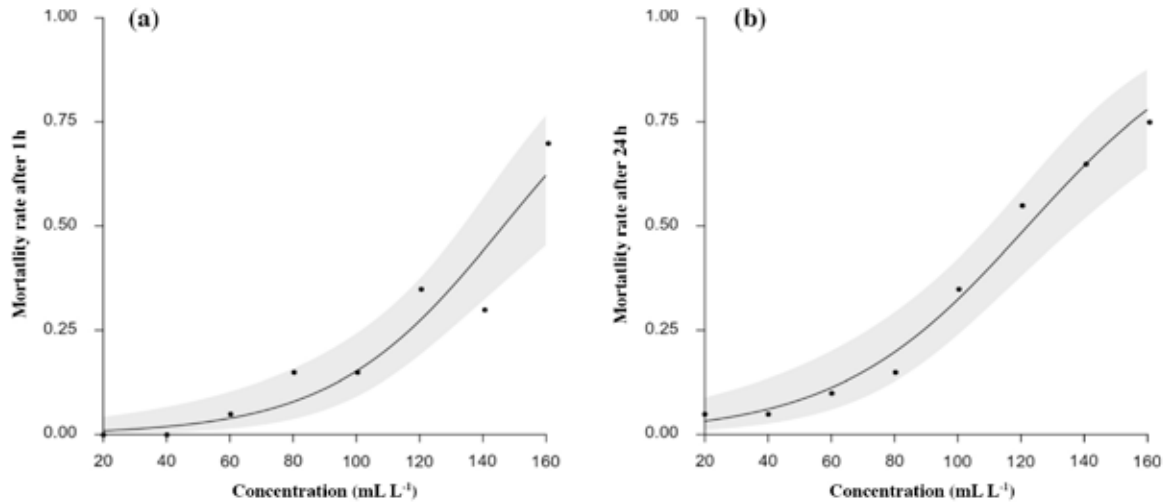 (a)
1.00
0.75
0.50
0.25
0.00
Mortatlity rate after 1 h
20 40 60 80 100 120 140 160
Concentration (mL L⁻¹)
(b)
1.00
0.75
0.50
0.25
0.00
Mortatlity rate after 24 h
20 40 60 80 100 120 140 160
Concentration (mL L⁻¹)